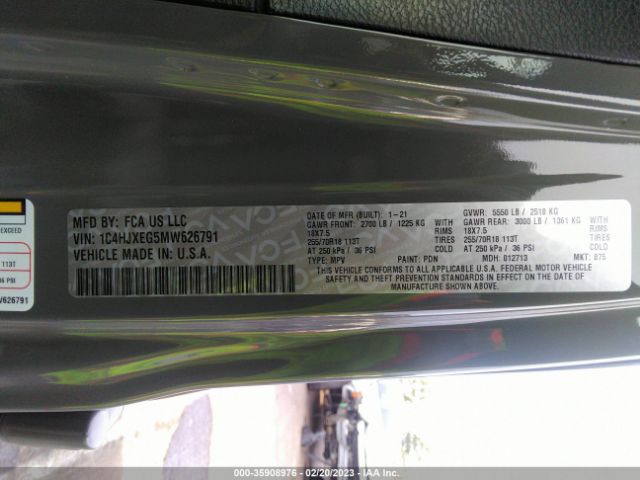 EXCEED
113T
36 PSI
W626791
MFD BY: FCA US LLC
VIN: 1C4HJXEG5MW626791
VEHICLE MADE IN: U.S.A.
DATE OF MFR (BUILT): 1-21 GVWR: 5550 LB / 2518 KG
GAWR FRONT: 2700 LB / 1225 KG WITH GAWR REAR: 3000 LB / 1361 KG WITH
18X7.5 RIMS 18X7.5 RIMS
255/70R18 113T TIRES 255/70R18 113T TIRES
AT 250 kPa / 36 PSI COLD AT 250 kPa / 36 PSI COLD
TYPE: MPV PAINT: PDN MDH: 012713 MKT: 875
THIS VEHICLE CONFORMS TO ALL APPLICABLE U.S.A. FEDERAL MOTOR VEHICLE
SAFETY AND THEFT PREVENTION STANDARDS IN EFFECT ON THE DATE OF
MANUFACTURE SHOWN ABOVE.
000-35908976 — 02/20/2023 — IAA Inc.